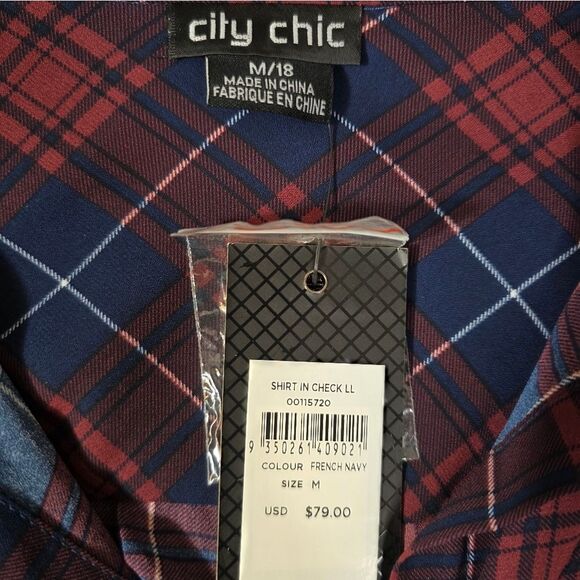 city chic
M/18
MADE IN CHINA
FABRIQUE EN CHINE
SHIRT IN CHECK LL
00115720
9 350261 409021
COLOUR FRENCH NAVY
SIZE M
USD $79.00